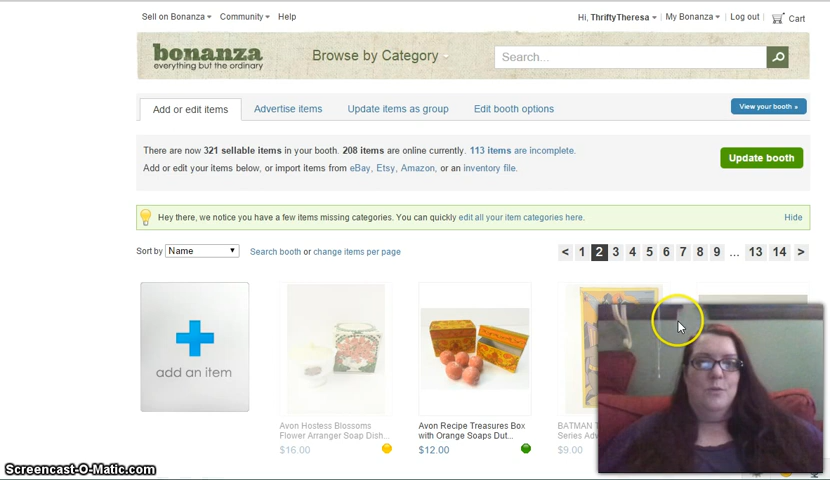 Sell on Bonanza Community Help
Hi, ThriftyTheresa My Bonanza Log out Cart
bonanza
everything but the ordinary
Browse by Category
Search...
Add or edit items Advertise items Update items as group Edit booth options View your booth »
There are now 321 sellable items in your booth. 208 items are online currently. 113 items are incomplete.
Add or edit your items below, or import items from eBay, Etsy, Amazon, or an inventory file.
Update booth
Hey there, we notice you have a few items missing categories. You can quickly edit all your item categories here. Hide
Sort by Name Search booth or change items per page < 1 2 3 4 5 6 7 8 9 ... 13 14 >
add an item
Avon Hostess Blossoms
Flower Arranger Soap Dish...
$16.00
Avon Recipe Treasures Box
with Orange Soaps Dut...
$12.00
BATMAN
Series Adv
$9.00
Screencast-O-Matic.com